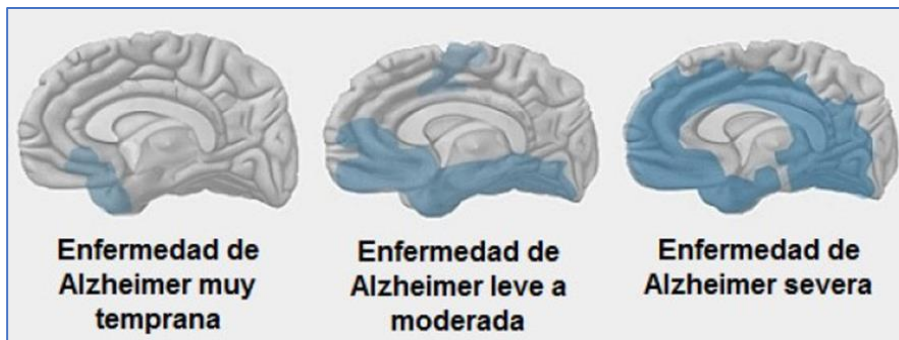 Enfermedad de
Alzheimer muy
temprana
Enfermedad de
Alzheimer leve a
moderada
Enfermedad de
Alzheimer severa